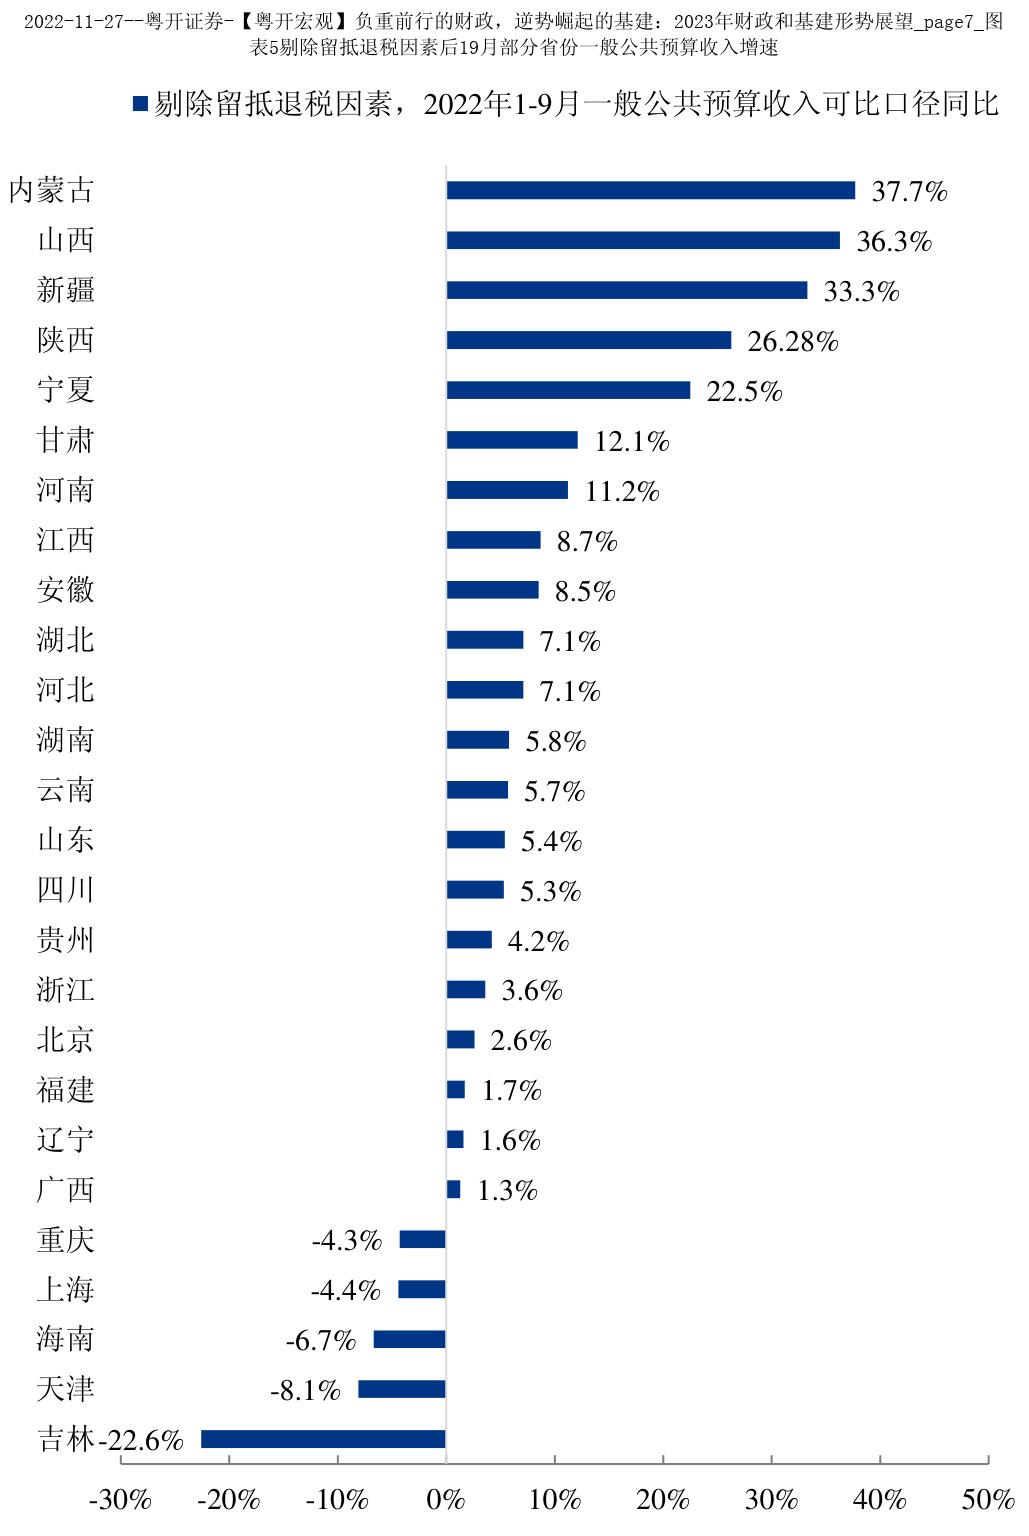 2022-11-27--粤开证券-【粤开宏观】负重前行的财政，逆势崛起的基建：2023年财政和基建形势展望_page7_图
表5剔除留抵退税因素后19月部分省份一般公共预算收入增速
剔除留抵退税因素，2022年1-9月一般公共预算收入可比口径同比
内蒙古 37.7%
山西 36.3%
新疆 33.3%
陕西 26.28%
宁夏 22.5%
甘肃 12.1%
河南 11.2%
江西 8.7%
安徽 8.5%
湖北 7.1%
河北 7.1%
湖南 5.8%
云南 5.7%
山东 5.4%
四川 5.3%
贵州 4.2%
浙江 3.6%
北京 2.6%
福建 1.7%
辽宁 1.6%
广西 1.3%
重庆 -4.3%
上海 -4.4%
海南 -6.7%
天津 -8.1%
吉林 -22.6%
-30% -20% -10% 0% 10% 20% 30% 40% 50%